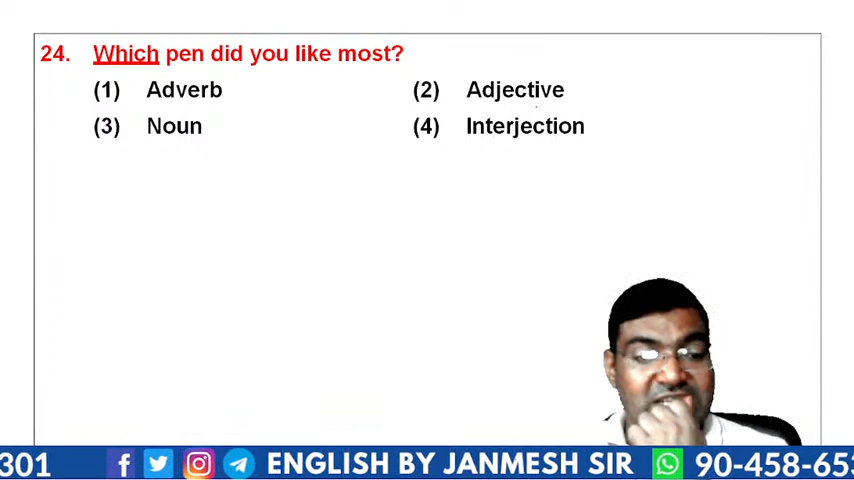 24. Which pen did you like most?
(1) Adverb (2) Adjective
(3) Noun (4) Interjection
301 ENGLISH BY JANMESH SIR 90-458-653